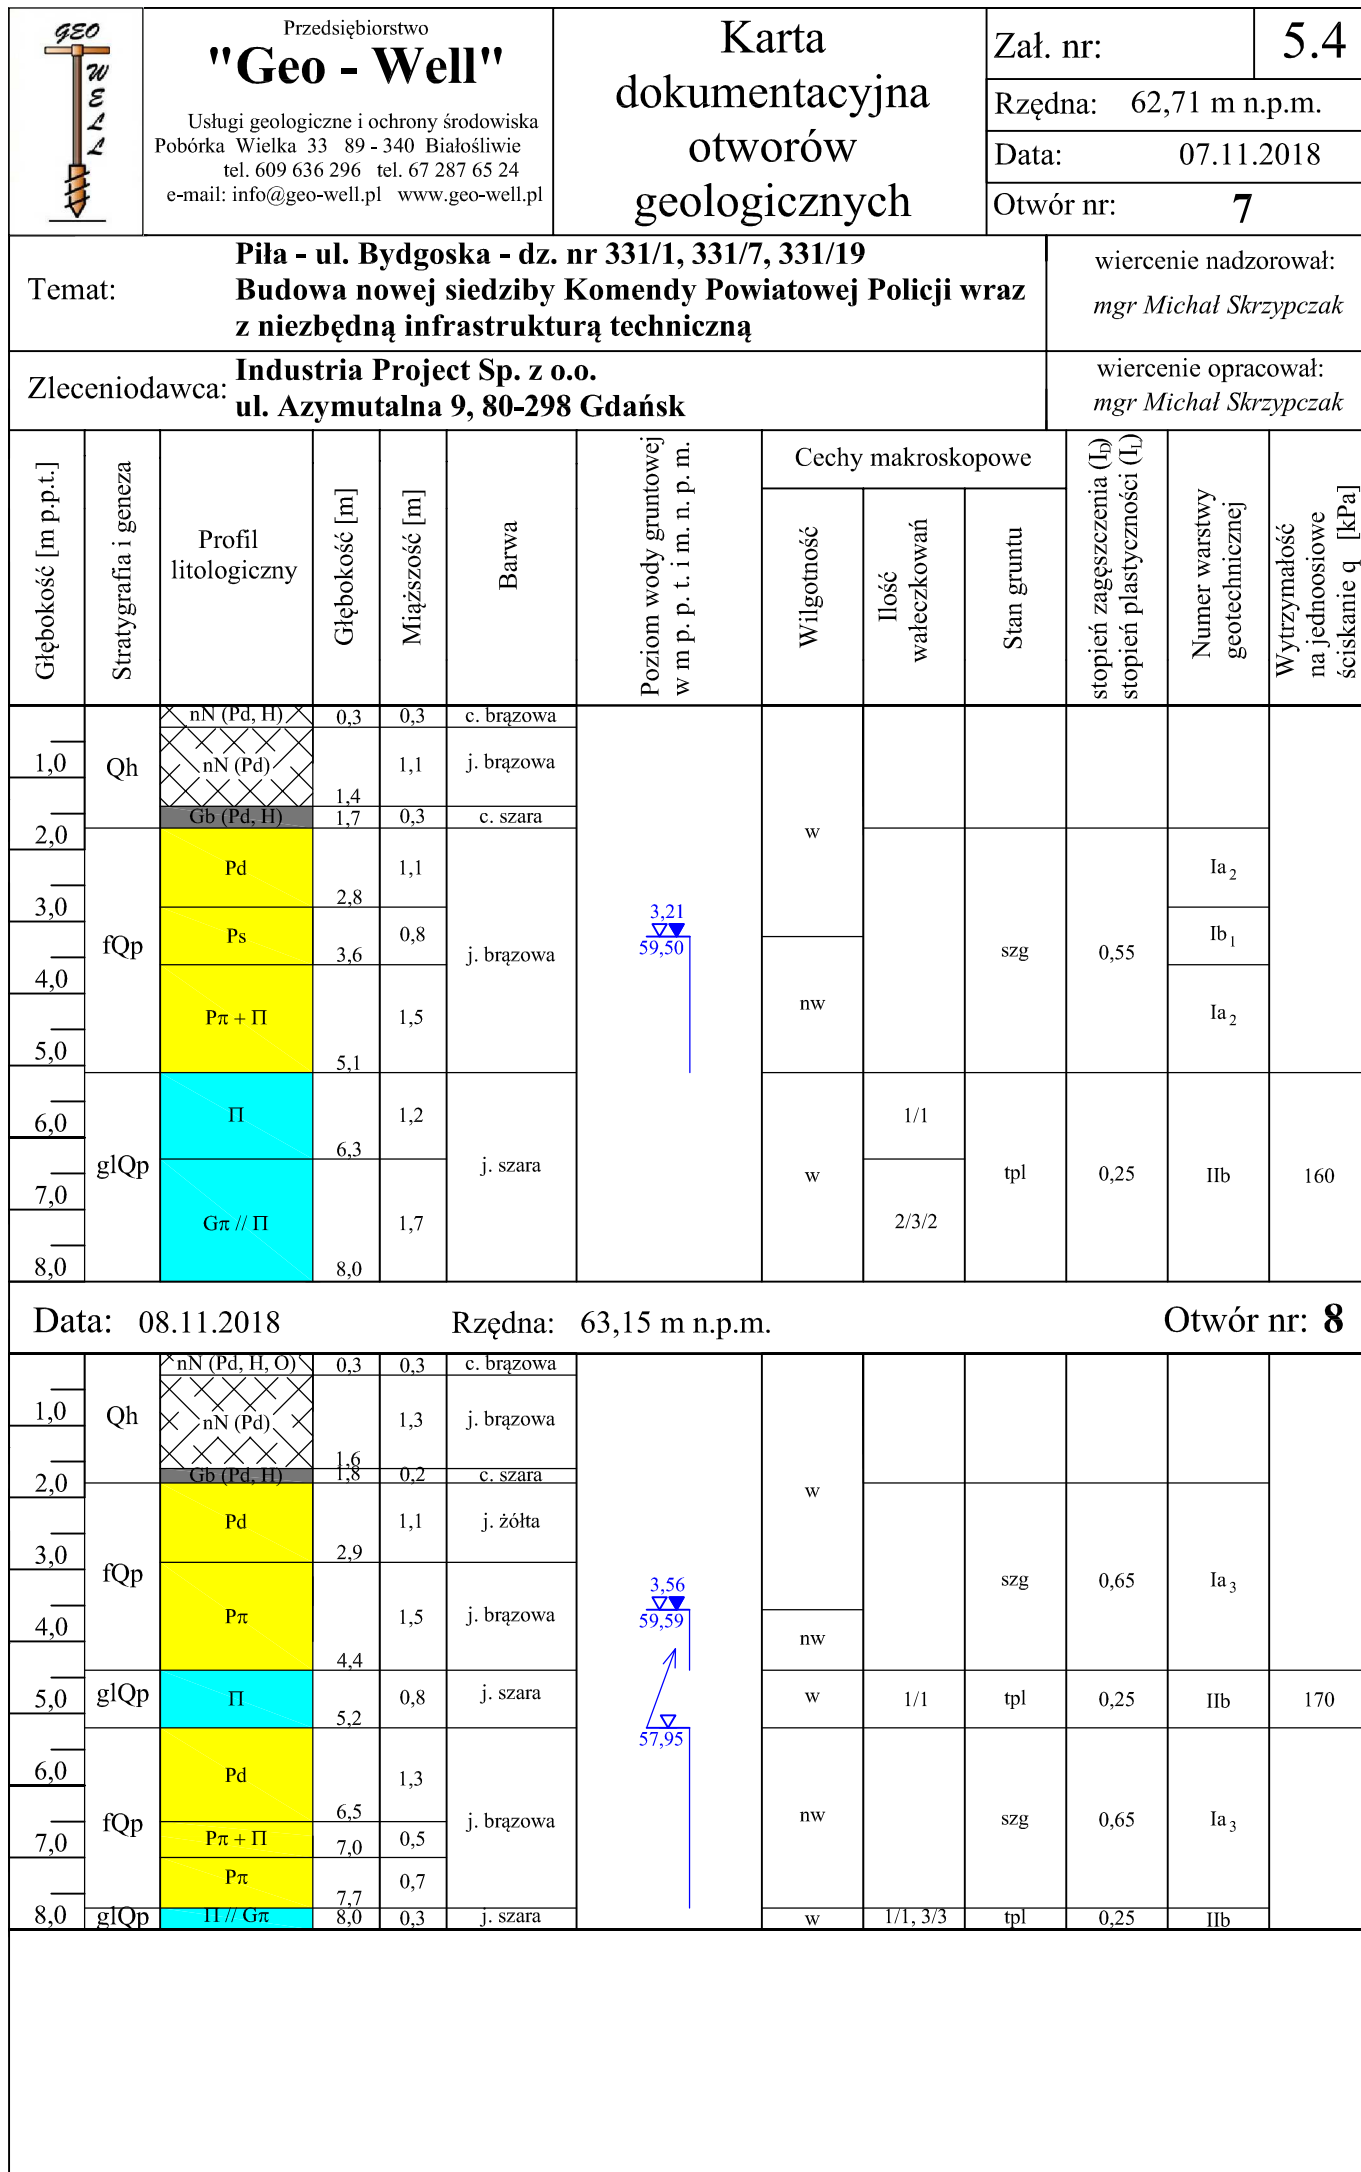 GEO
WELL
Przedsiębiorstwo
"Geo - Well"
Usługi geologiczne i ochrony środowiska
Pobórka Wielka 33 89 - 340 Białośliwie
tel. 609 636 296 tel. 67 287 65 24
e-mail: info@geo-well.pl www.geo-well.pl
Karta
dokumentacyjna
otworów
geologicznych
Zał. nr: 5.4
Rzędna: 62,71 m n.p.m.
Data: 07.11.2018
Otwór nr: 7
Temat:
Piła - ul. Bydgoska - dz. nr 331/1, 331/7, 331/19
Budowa nowej siedziby Komendy Powiatowej Policji wraz
z niezbędną infrastrukturą techniczną
wiercenie nadzorował:
mgr Michał Skrzypczak
Zleceniodawca:
Industria Project Sp. z o.o.
ul. Azymutalna 9, 80-298 Gdańsk
wiercenie opracował:
mgr Michał Skrzypczak
Głębokość [m p.p.t.]
Stratygrafia i geneza
Profil
litologiczny
Głębokość [m]
Miąższość [m]
Barwa
Poziom wody gruntowej
w m p. p. t. i m. n. p. m.
Cechy makroskopowe
Wilgotność
Ilość
wałeczkowań
Stan gruntu
stopień zagęszczenia (I_D)
stopień plastyczności (I_L)
Numer warstwy
geotechnicznej
Wytrzymałość
na jednoosiowe
ściskanie q [kPa]
nN (Pd, H) 0,3 0,3 c. brązowa
1,0 Qh nN (Pd) 1,4 1,1 j. brązowa
Gb (Pd, H) 1,7 0,3 c. szara
2,0 w
Pd 2,8 1,1 Ia 2
3,0
3,21
59,50
fQp Ps 3,6 0,8 j. brązowa szg 0,55 Ib 1
4,0
Pπ + Π 5,1 1,5 nw Ia 2
5,0
Π 6,3 1,2 1/1
6,0
glQp j. szara w tpl 0,25 IIb 160
7,0
Gπ // Π 8,0 1,7 2/3/2
8,0
Data: 08.11.2018 Rzędna: 63,15 m n.p.m. Otwór nr: 8
nN (Pd, H, O) 0,3 0,3 c. brązowa
1,0 Qh nN (Pd) 1,6 1,3 j. brązowa
Gb (Pd, H) 1,8 0,2 c. szara
2,0 w
Pd 2,9 1,1 j. żółta
3,0
fQp szg 0,65 Ia 3
3,56
59,59
Pπ 4,4 1,5 j. brązowa
4,0 nw
5,0 glQp Π 5,2 0,8 j. szara w 1/1 tpl 0,25 IIb 170
57,95
6,0 Pd 6,5 1,3
fQp j. brązowa nw szg 0,65 Ia 3
7,0 Pπ + Π 7,0 0,5
Pπ 7,7 0,7
8,0 glQp Π // Gπ 8,0 0,3 j. szara w 1/1, 3/3 tpl 0,25 IIb